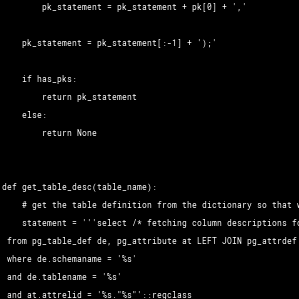 pk_statement = pk_statement + pk[0] + ','
pk_statement = pk_statement[:-1] + ');'
if has_pks:
return pk_statement
else:
return None
def get_table_desc(table_name):
# get the table definition from the dictionary so that w
statement = '''select /* fetching column descriptions fo
from pg_table_def de, pg_attribute at LEFT JOIN pg_attrdef
where de.schemaname = '%s'
and de.tablename = '%s'
and at.attrelid = '%s."%s"'::regclass